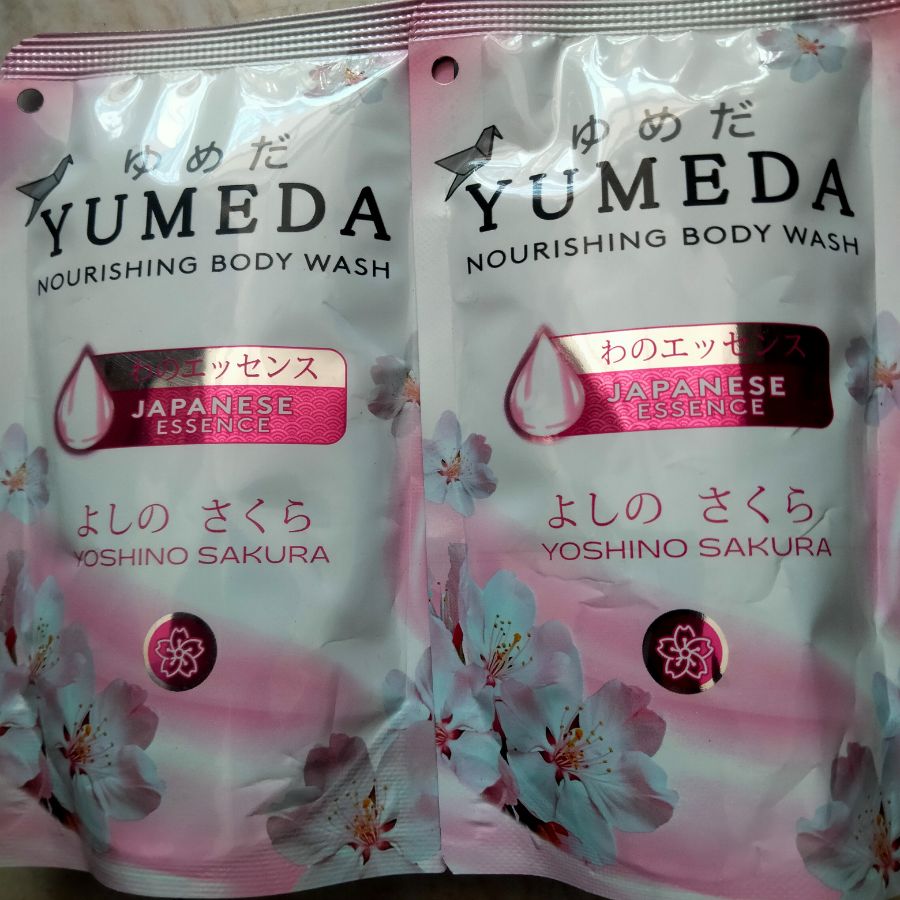 ゆめだ
YUMEDA
NOURISHING BODY WASH
わのエッセンス
JAPANESE
ESSENCE
よしの さくら
YOSHINO SAKURA
ゆめだ
YUMEDA
NOURISHING BODY WASH
わのエッセンス
JAPANESE
ESSENCE
よしの さくら
YOSHINO SAKURA